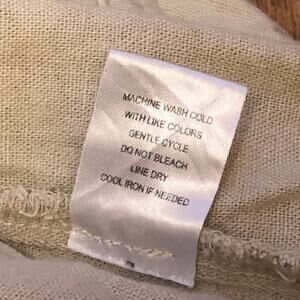 MACHINE WASH COLD
WITH LIKE COLORS
GENTLE CYCLE
DO NOT BLEACH
LINE DRY
COOL IRON IF NEEDED